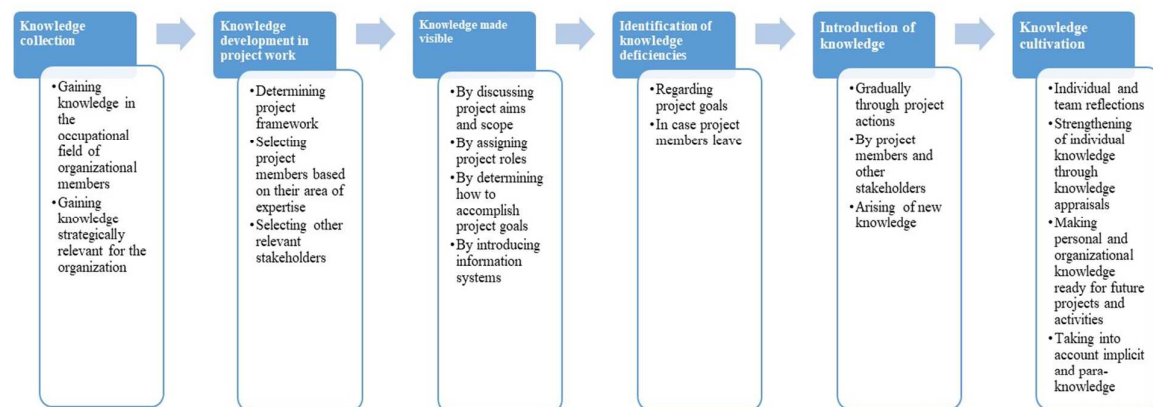 Knowledge
collection
•Gaining
knowledge in
the
occupational
field of
organizational
members
•Gaining
knowledge
strategically
relevant for the
organization
Knowledge
development in
project work
•Determining
project
framework
•Selecting
project
members based
on their area of
expertise
•Selecting other
relevant
stakeholders
Knowledge made
visible
•By discussing
project aims
and scope
•By assigning
project roles
•By determining
how to
accomplish
project goals
•By introducing
information
systems
Identification of
knowledge
deficiencies
•Regarding
project goals
•In case project
members leave
Introduction of
knowledge
•Gradually
through project
actions
•By project
members and
other
stakeholders
•Arising of new
knowledge
Knowledge
cultivation
•Individual and
team reflections
•Strengthening
of individual
knowledge
through
knowledge
appraisals
•Making
personal and
organizational
knowledge
ready for future
projects and
activities
•Taking into
account implicit
and para-
knowledge